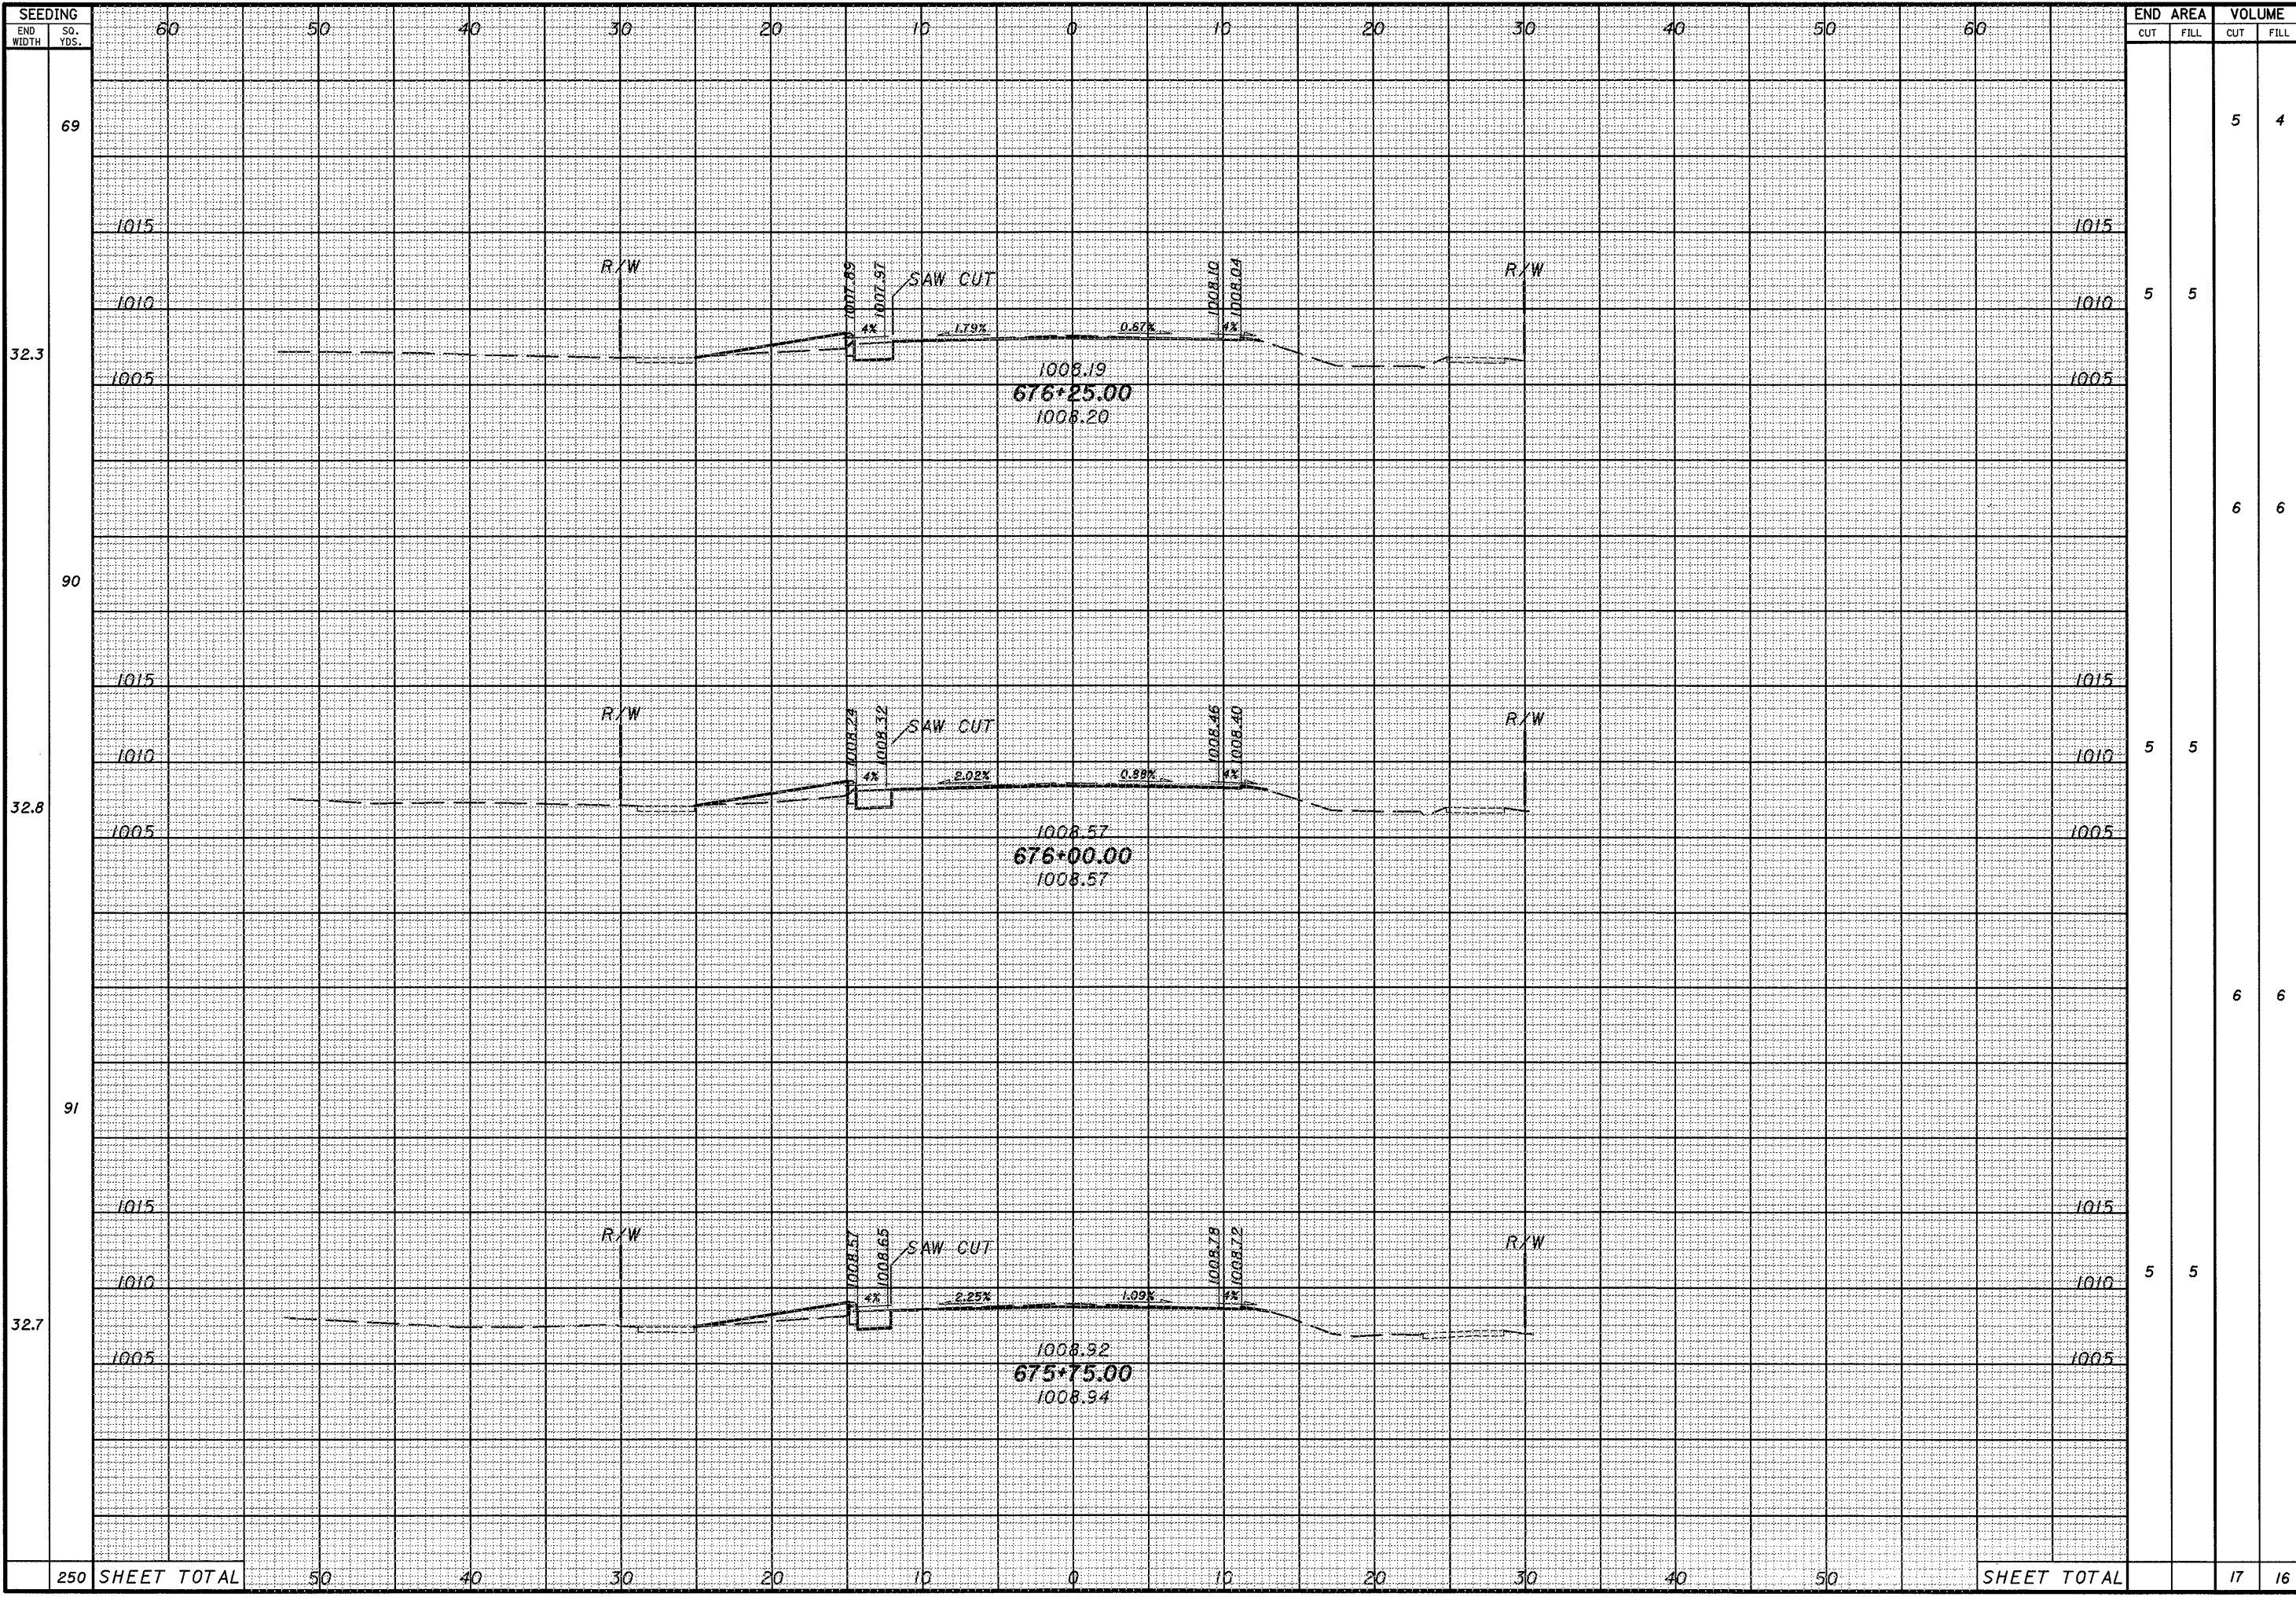 SEEDING
END WIDTH
SQ. YDS.
60 50 40 30 20 10 0 10 20 30 40 50 60
END AREA VOLUME
CUT FILL CUT FILL
69
5 4
1015 1015
R/W 1007.89 1007.97 SAW CUT 1008.10 1008.04 R/W
1010 1010
5 5
4% 1.79% 0.87% 4%
32.3
1008.19
1005 1005
676+25.00
1008.20
6 6
90
1015 1015
R/W 1008.24 1008.32 SAW CUT 1008.46 1008.40 R/W
1010 1010
5 5
4% 2.02% 0.88% 4%
32.8
1008.57
1005 1005
676+00.00
1008.57
6 6
91
1015 1015
R/W 1008.57 1008.65 SAW CUT 1008.78 1008.72 R/W
1010 1010
5 5
4% 2.25% 1.09% 4%
32.7
1008.92
1005 1005
675+75.00
1008.94
250 SHEET TOTAL 50 40 30 20 10 0 10 20 30 40 50 SHEET TOTAL 17 16